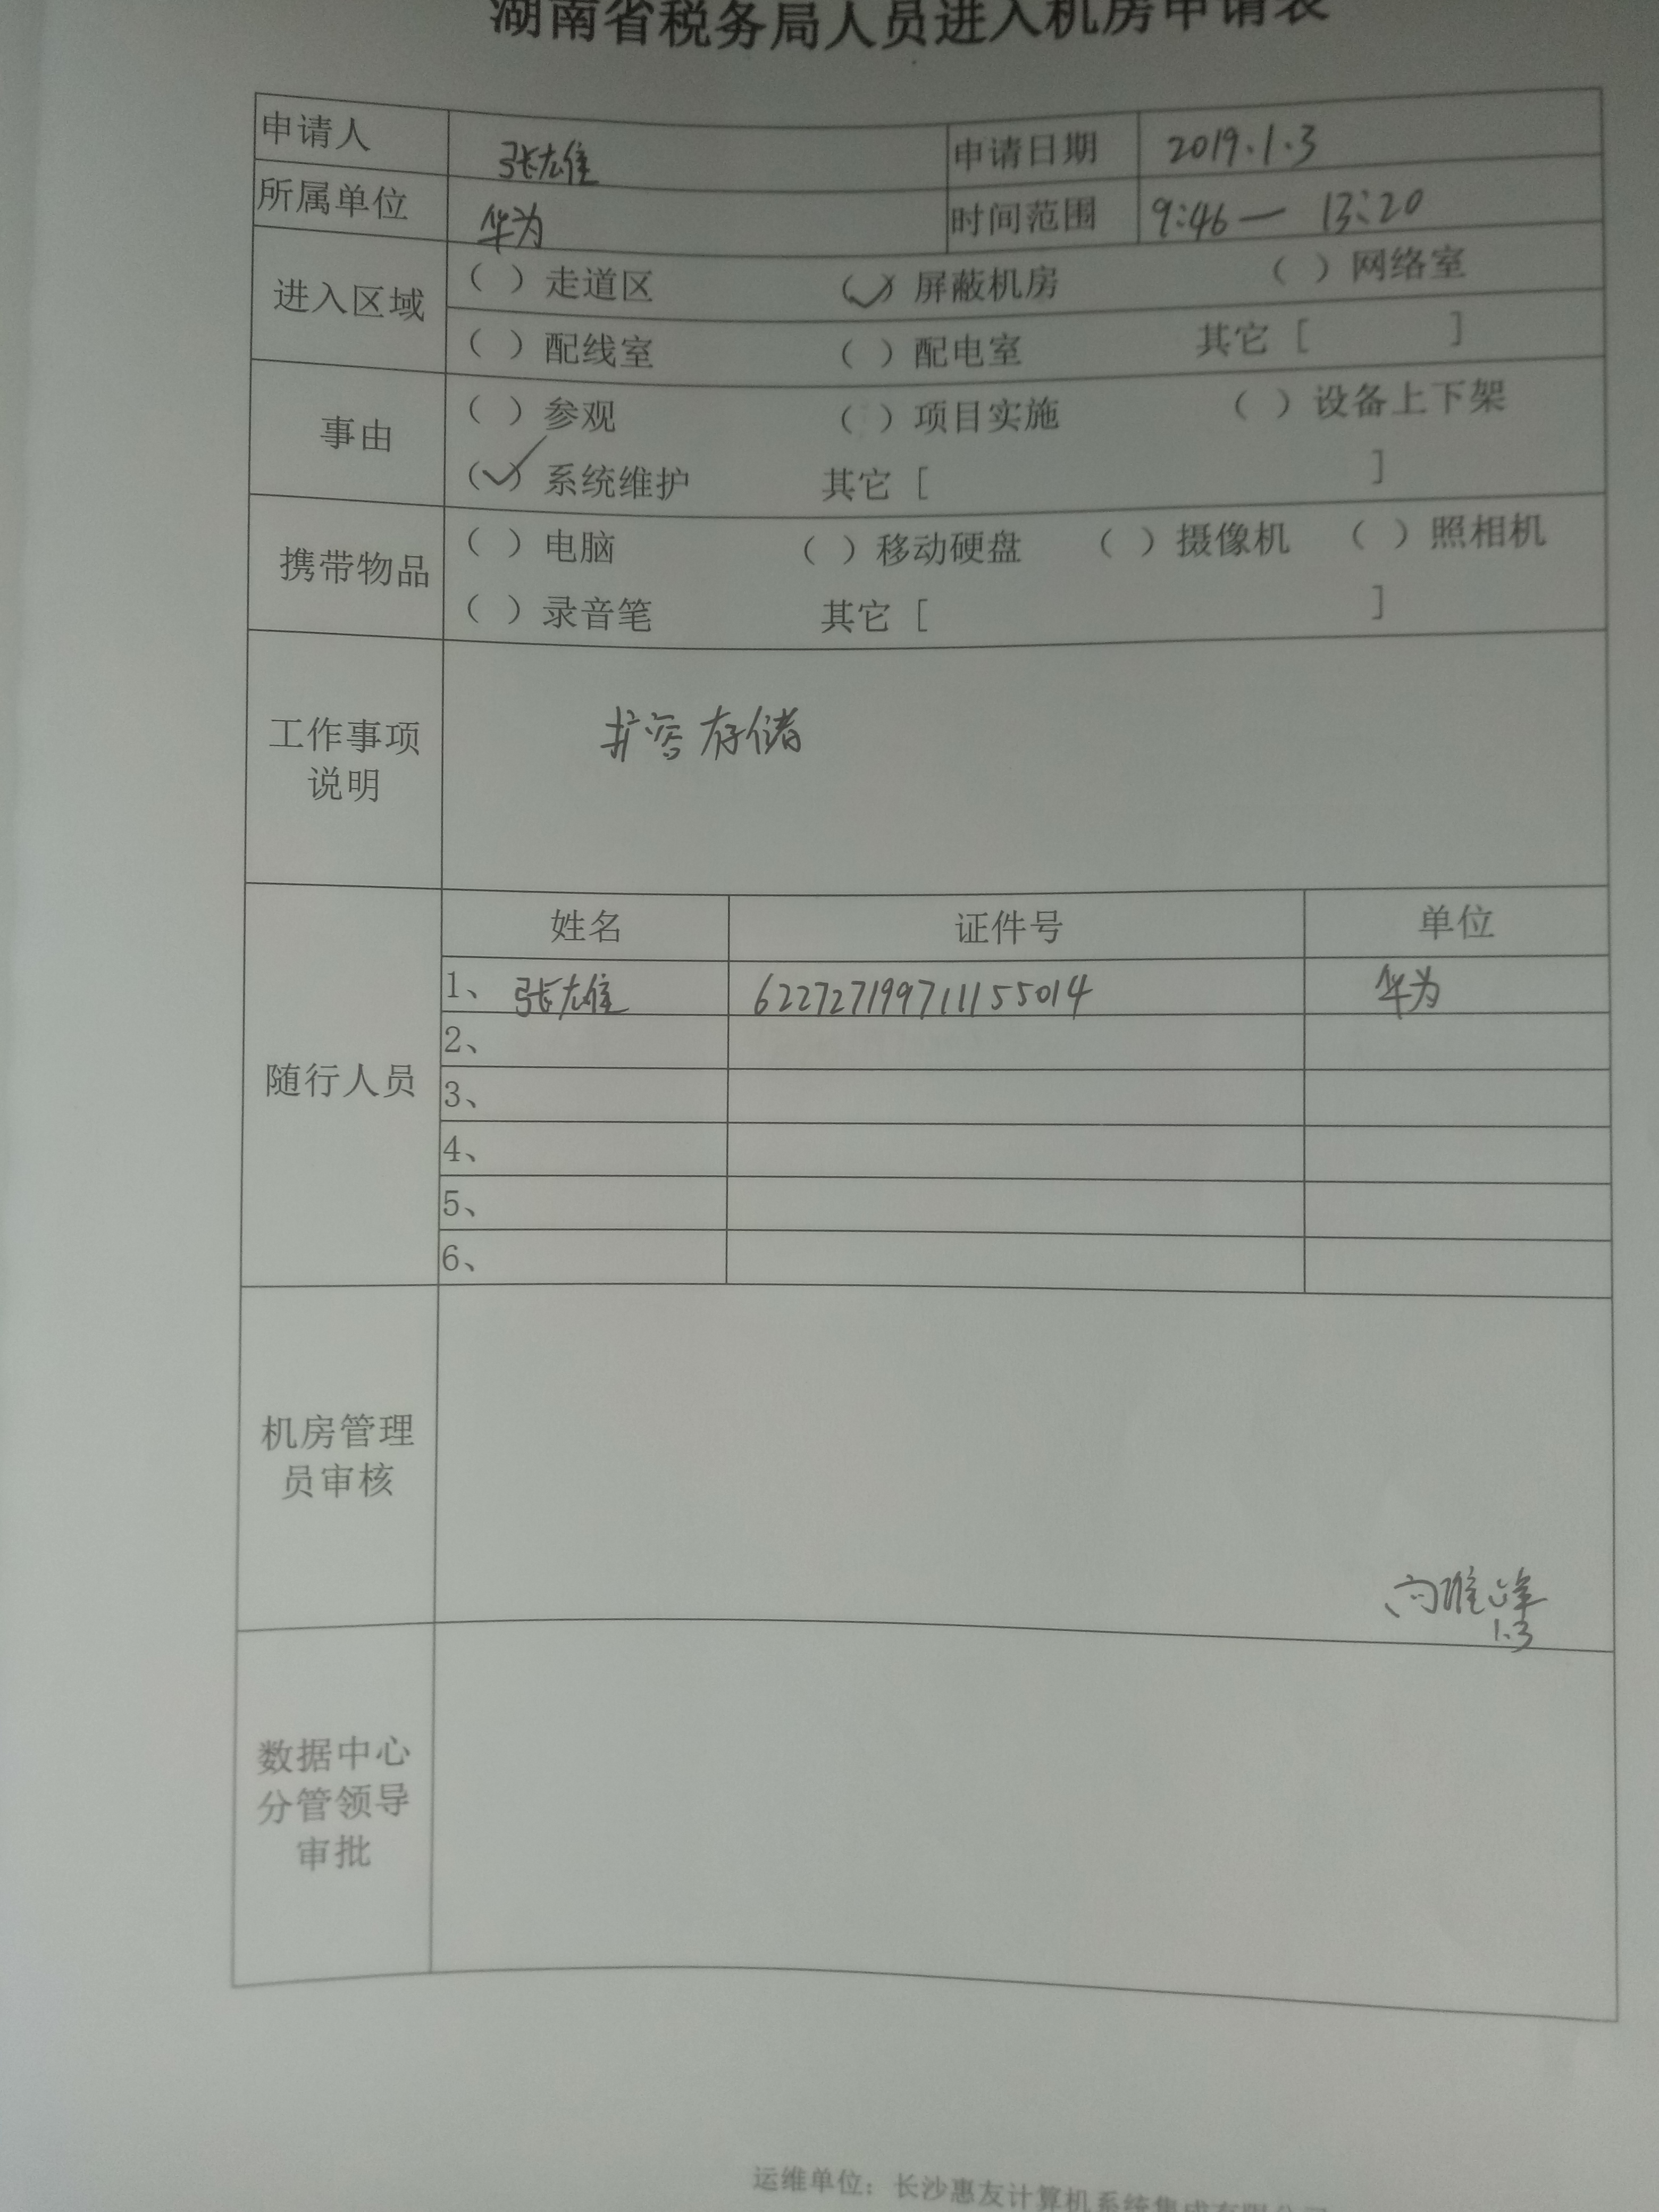 湖南省税务局人员进入机房申请表
申请人 张龙雄 申请日期 2019.1.3
所属单位 华为 时间范围 9:46 — 13:20
进入区域 ( ) 走道区 (✓) 屏蔽机房 ( ) 网络室
( ) 配线室 ( ) 配电室 其它 [ ]
事由 ( ) 参观 ( ) 项目实施 ( ) 设备上下架
(✓) 系统维护 其它 [ ]
携带物品 ( ) 电脑 ( ) 移动硬盘 ( ) 摄像机 ( ) 照相机
( ) 录音笔 其它 [ ]
工作事项
说明
扩容存储
随行人员
姓名 证件号 单位
1、 张龙雄 622727199711155014 华为
2、
3、
4、
5、
6、
机房管理
员审核
向雄峰
1.3
数据中心
分管领导
审批
运维单位：长沙惠友计算机系统集成有限公司